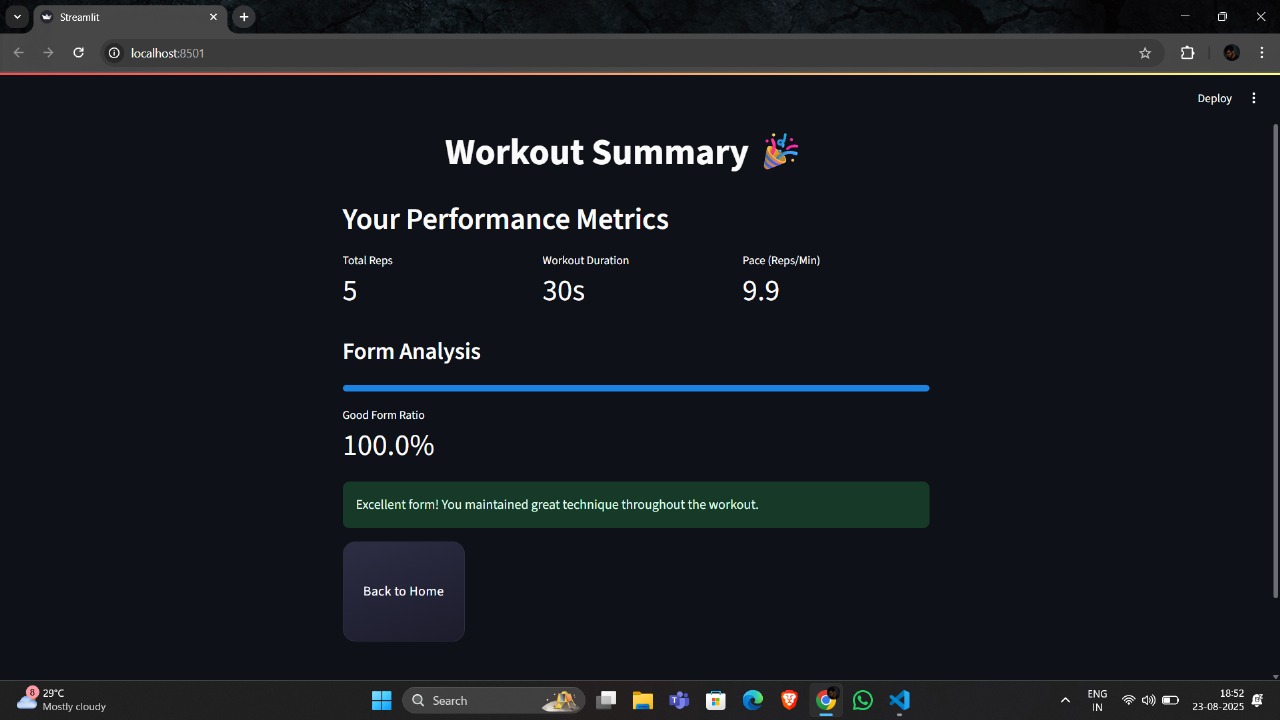 Streamlit
localhost:8501
Deploy
Workout Summary
Your Performance Metrics
Total Reps
Workout Duration
Pace (Reps/Min)
5
30s
9.9
Form Analysis
Good Form Ratio
100.0%
Excellent form! You maintained great technique throughout the workout.
Back to Home
8
29°C
Mostly cloudy
Search
ENG
IN
18:52
23-08-2025